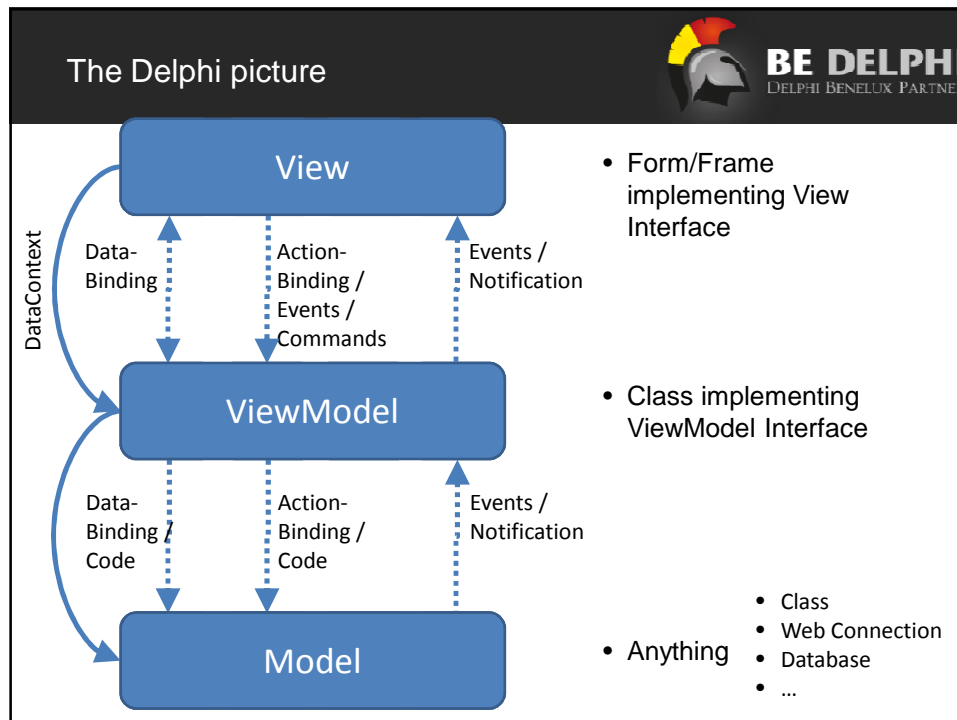 The Delphi picture
BE DELPHI
DELPHI BENELUX PARTNE
View
DataContext
Data-
Binding
Action-
Binding /
Events /
Commands
Events /
Notification
• Form/Frame
implementing View
Interface
ViewModel
• Class implementing
ViewModel Interface
Data-
Binding /
Code
Action-
Binding /
Code
Events /
Notification
Model
• Anything
• Class
• Web Connection
• Database
• ...